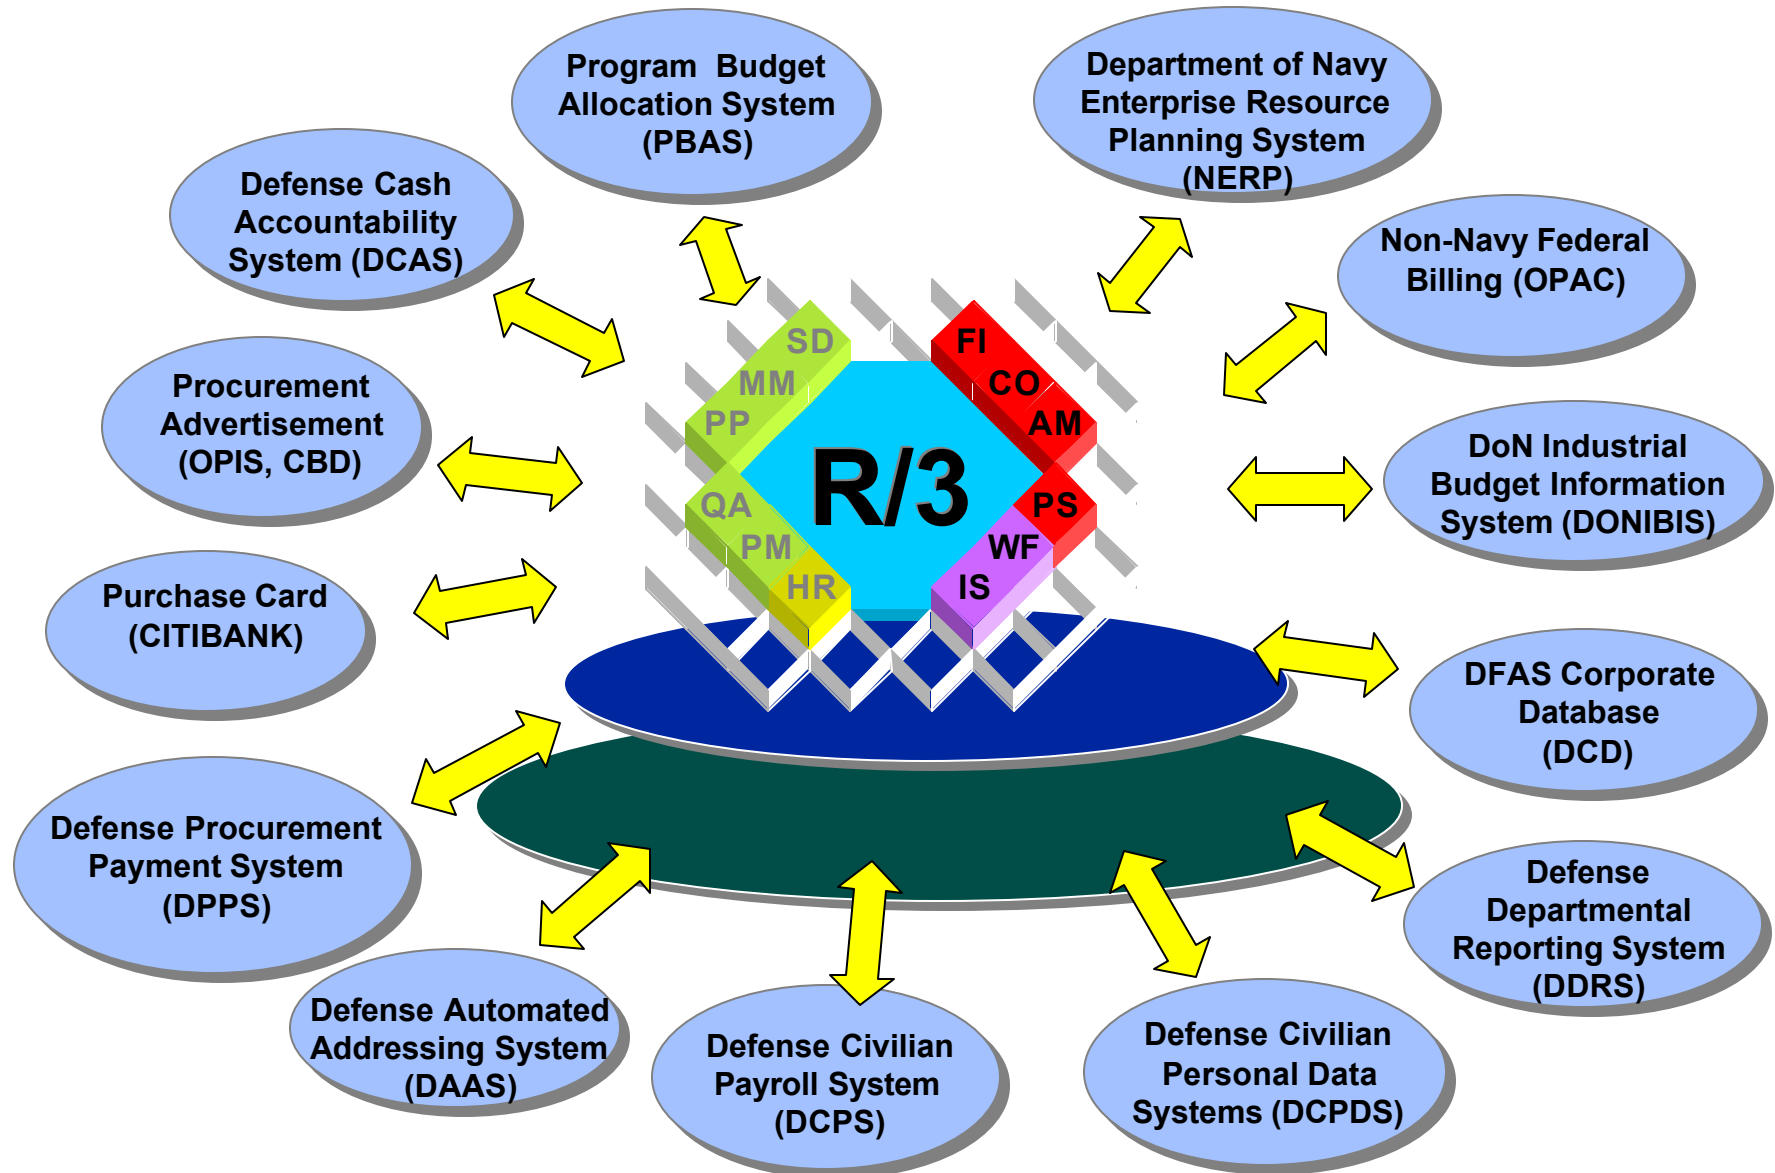 Program Budget
Allocation System
(PBAS)
Department of Navy
Enterprise Resource
Planning System
(NERP)
Defense Cash
Accountability
System (DCAS)
Non-Navy Federal
Billing (OPAC)
Procurement
Advertisement
(OPIS, CBD)
DoN Industrial
Budget Information
System (DONIBIS)
Purchase Card
(CITIBANK)
DFAS Corporate
Database
(DCD)
Defense Procurement
Payment System
(DPPS)
Defense
Departmental
Reporting System
(DDRS)
Defense Automated
Addressing System
(DAAS)
Defense Civilian
Payroll System
(DCPS)
Defense Civilian
Personal Data
Systems (DCPDS)
SD
MM
PP
QA
PM
HR
R/3
FI
CO
AM
PS
WF
IS